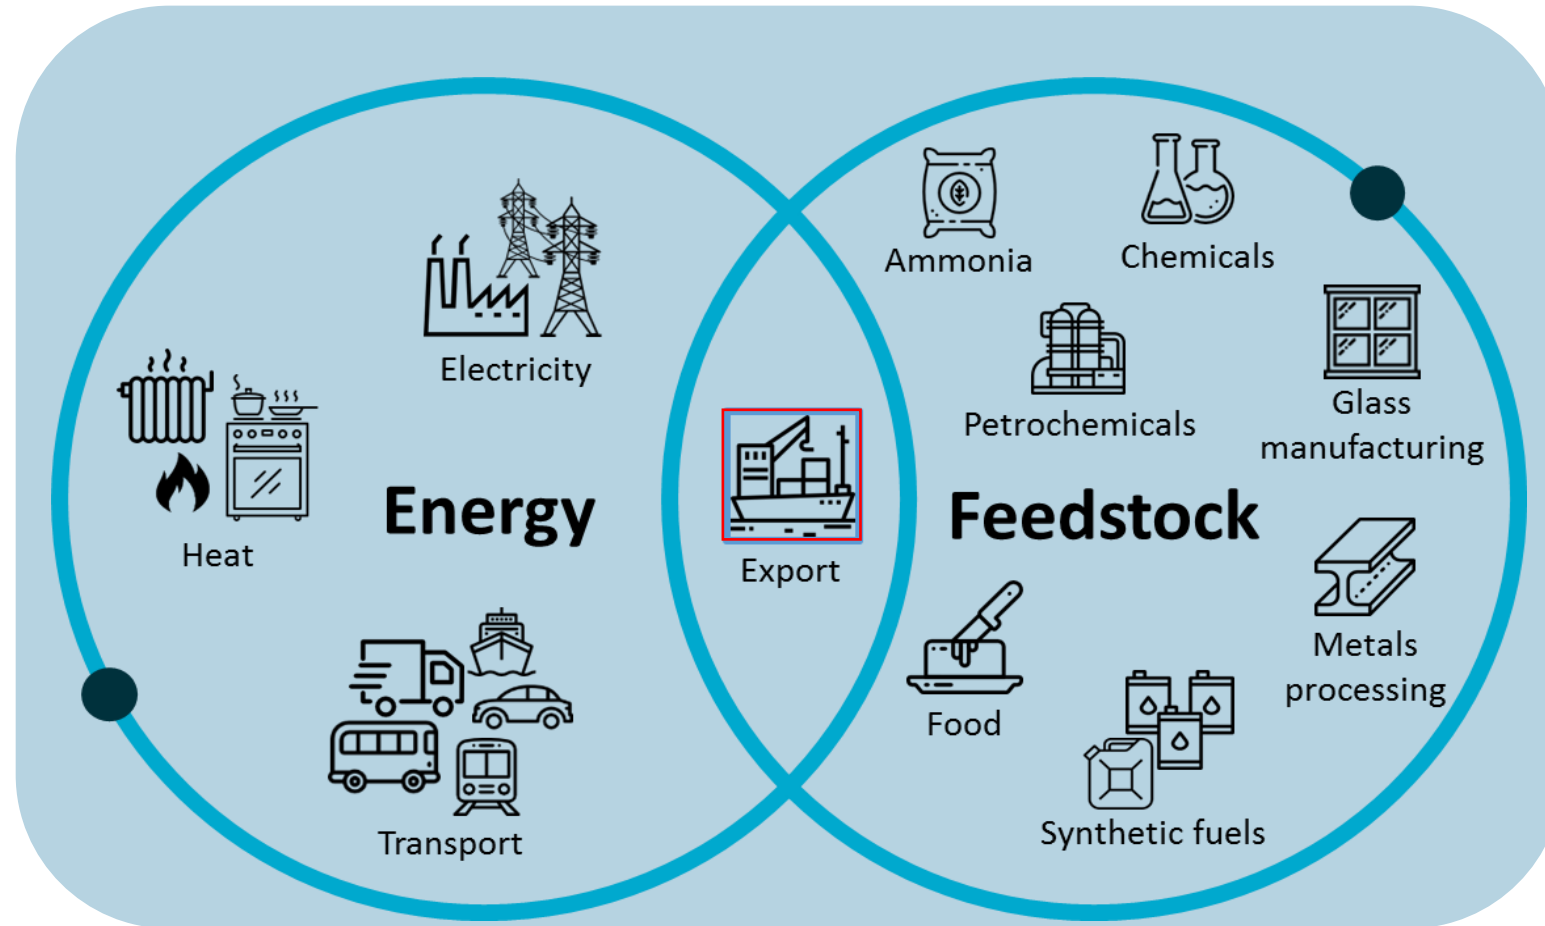 Ammonia
Chemicals
Electricity
Petrochemicals
Glass
manufacturing
Energy
Feedstock
Heat
Export
Metals
processing
Food
Transport
Synthetic fuels